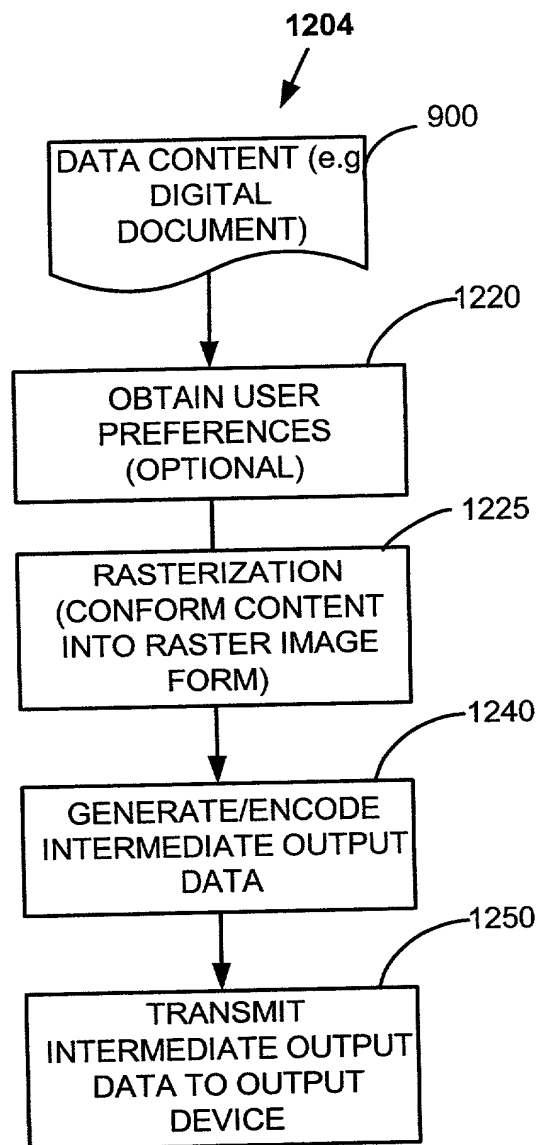 1204
900
DATA CONTENT (e.g
DIGITAL
DOCUMENT)
1220
OBTAIN USER
PREFERENCES
(OPTIONAL)
1225
RASTERIZATION
(CONFORM CONTENT
INTO RASTER IMAGE
FORM)
1240
GENERATE/ENCODE
INTERMEDIATE OUTPUT
DATA
1250
TRANSMIT
INTERMEDIATE OUTPUT
DATA TO OUTPUT
DEVICE